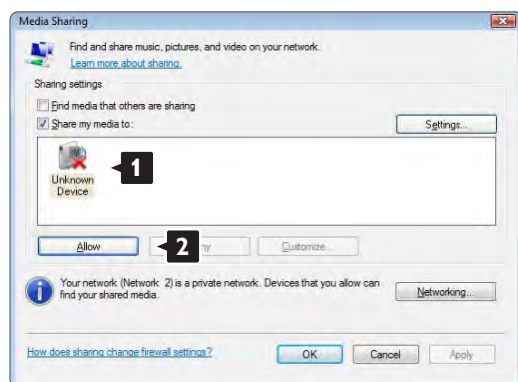 Media Sharing
Find and share music, pictures, and video on your network.
Learn more about sharing.
Sharing settings
Find media that others are sharing
Share my media to:
Settings...
1
Unknown
Device
Allow
2
ny
Customize...
Your network (Network 2) is a private network. Devices that you allow can
find your shared media.
Networking...
How does sharing change firewall settings?
OK
Cancel
Apply